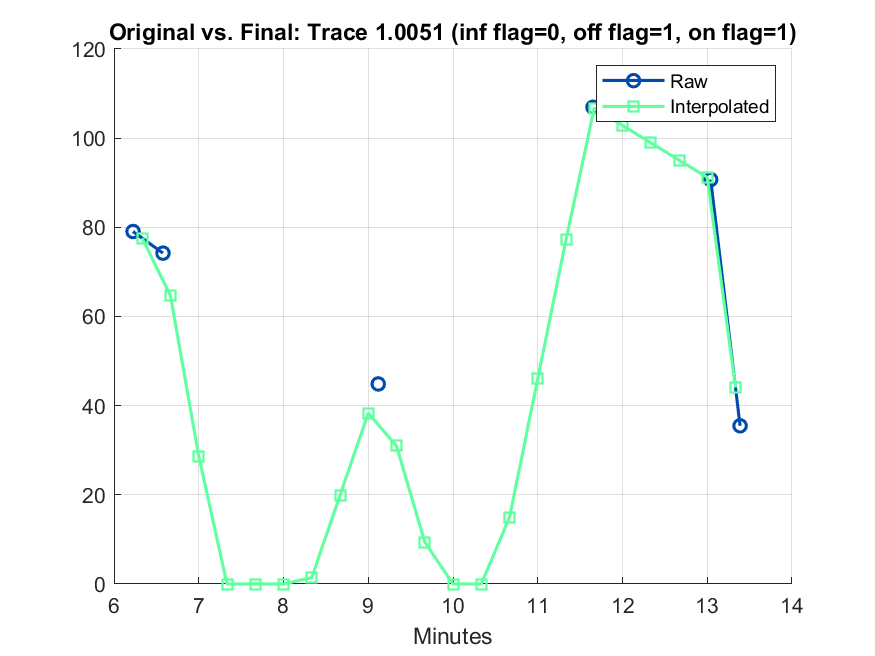 Original vs. Final: Trace 1.0051 (inf flag=0, off flag=1, on flag=1)
120
100
80
60
40
20
0
Raw
Interpolated
6 7 8 9 10 11 12 13 14
Minutes